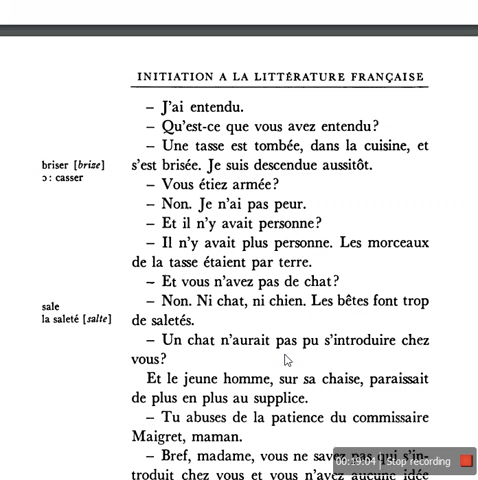 INITIATION A LA LITTÉRATURE FRANÇAISE
– J'ai entendu.
– Qu'est-ce que vous avez entendu?
– Une tasse est tombée, dans la cuisine, et
briser [brize]
s'est brisée. Je suis descendue aussitôt.
ɔ: casser
– Vous étiez armée?
– Non. Je n'ai pas peur.
– Et il n'y avait personne?
– Il n'y avait plus personne. Les morceaux
de la tasse étaient par terre.
– Et vous n'avez pas de chat?
– Non. Ni chat, ni chien. Les bêtes font trop
sale
la saleté [salte]
de saletés.
– Un chat n'aurait pas pu s'introduire chez
vous?
Et le jeune homme, sur sa chaise, paraissait
de plus en plus au supplice.
– Tu abuses de la patience du commissaire
Maigret, maman.
– Bref, madame, vous ne savez pas qui s'in-
00:19:04 | Stop recording
troduit chez vous et vous n'avez aucune idée